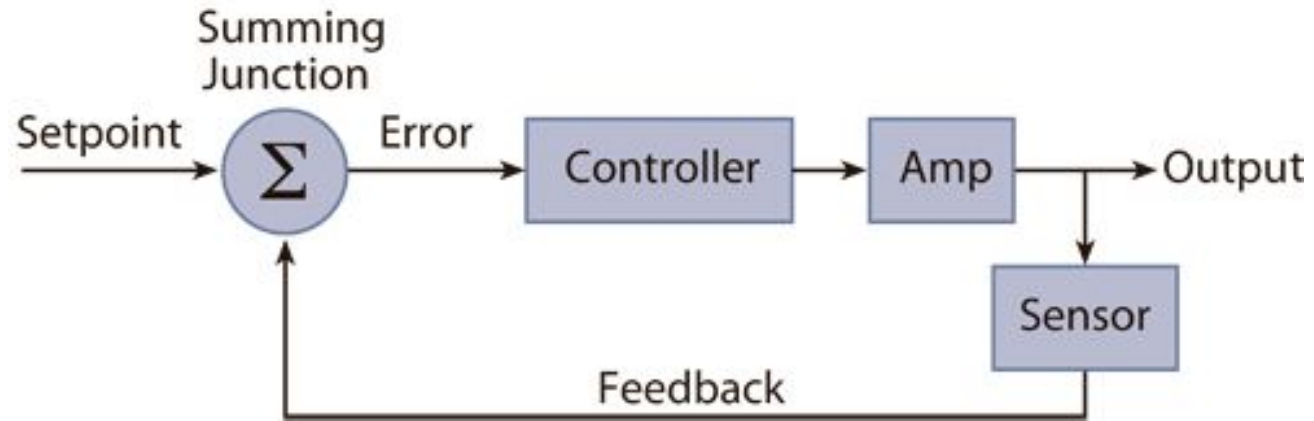 Summing
Junction
Setpoint
Σ
Error
Controller
Amp
Output
Sensor
Feedback